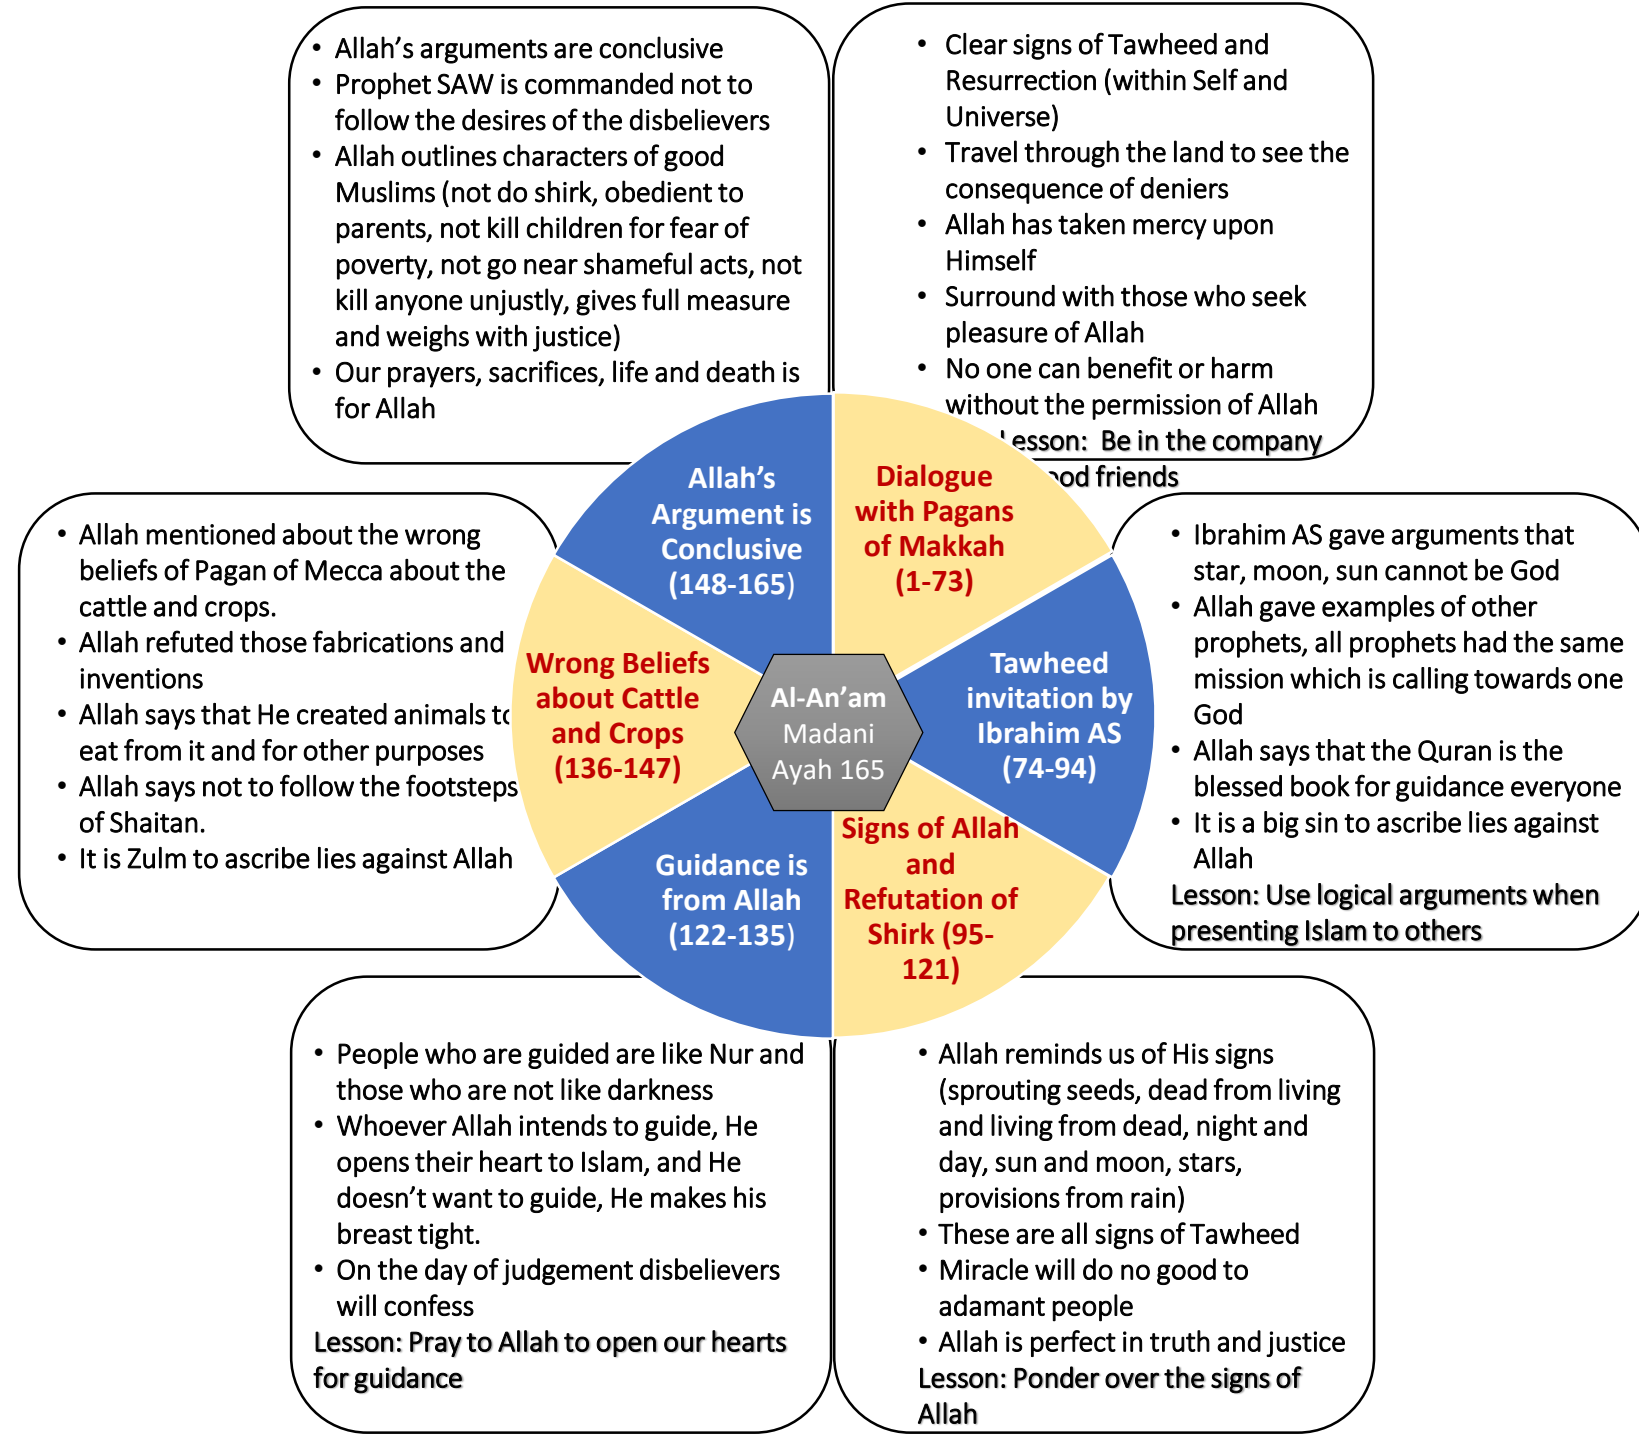 • Allah’s arguments are conclusive
• Prophet SAW is commanded not to
follow the desires of the disbelievers
• Allah outlines characters of good
Muslims (not do shirk, obedient to
parents, not kill children for fear of
poverty, not go near shameful acts, not
kill anyone unjustly, gives full measure
and weighs with justice)
• Our prayers, sacrifices, life and death is
for Allah
• Clear signs of Tawheed and
Resurrection (within Self and
Universe)
• Travel through the land to see the
consequence of deniers
• Allah has taken mercy upon
Himself
• Surround with those who seek
pleasure of Allah
• No one can benefit or harm
without the permission of Allah
Lesson: Be in the company
friends
Allah’s
Argument is
Conclusive
(148-165)
Dialogue
with Pagans
of Makkah
(1-73)
• Allah mentioned about the wrong
beliefs of Pagan of Mecca about the
cattle and crops.
• Allah refuted those fabrications and
inventions
• Allah says that He created animals to
eat from it and for other purposes
• Allah says not to follow the footsteps
of Shaitan.
• It is Zulm to ascribe lies against Allah
Wrong Beliefs
about Cattle
and Crops
(136-147)
Al-An’am
Madani
Ayah 165
Tawheed
invitation by
Ibrahim AS
(74-94)
• Ibrahim AS gave arguments that
star, moon, sun cannot be God
• Allah gave examples of other
prophets, all prophets had the same
mission which is calling towards one
God
• Allah says that the Quran is the
blessed book for guidance everyone
• It is a big sin to ascribe lies against
Allah
Lesson: Use logical arguments when
presenting Islam to others
Guidance is
from Allah
(122-135)
Signs of Allah
and
Refutation of
Shirk (95-
121)
• People who are guided are like Nur and
those who are not like darkness
• Whoever Allah intends to guide, He
opens their heart to Islam, and He
doesn’t want to guide, He makes his
breast tight.
• On the day of judgement disbelievers
will confess
Lesson: Pray to Allah to open our hearts
for guidance
• Allah reminds us of His signs
(sprouting seeds, dead from living
and living from dead, night and
day, sun and moon, stars,
provisions from rain)
• These are all signs of Tawheed
• Miracle will do no good to
adamant people
• Allah is perfect in truth and justice
Lesson: Ponder over the signs of
Allah